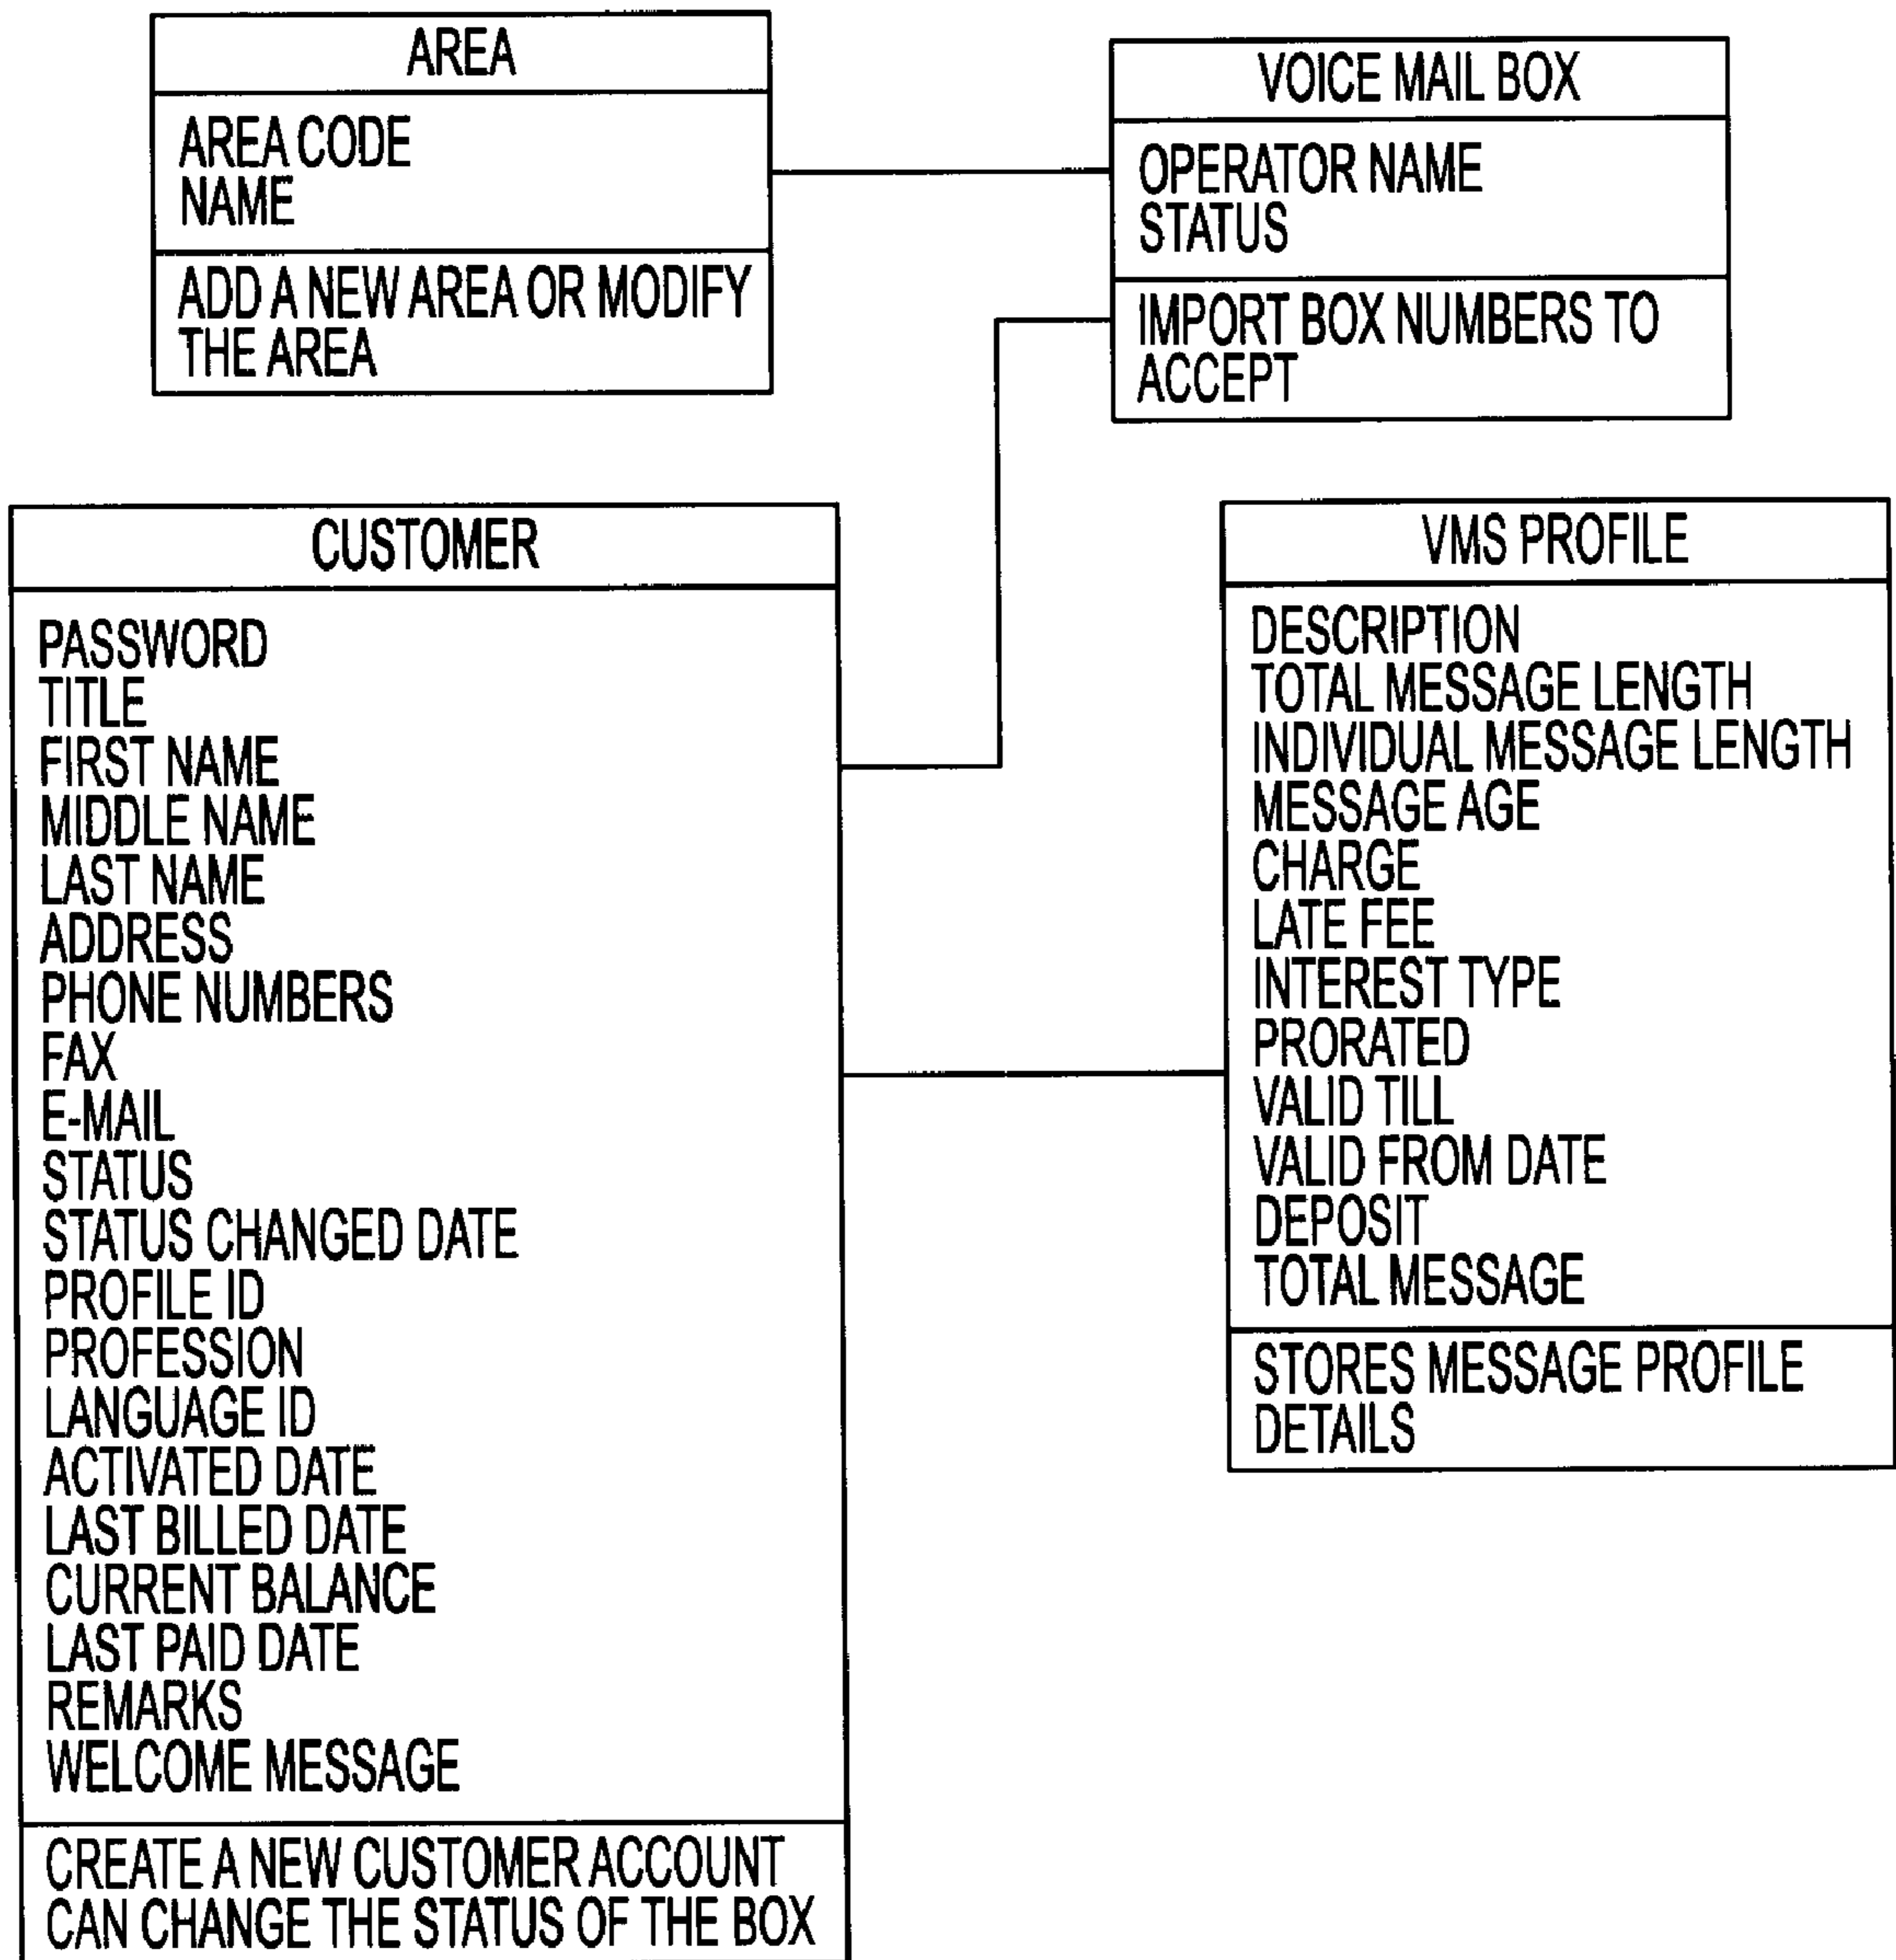 AREA
AREA CODE
NAME
ADD A NEW AREA OR MODIFY
THE AREA
VOICE MAIL BOX
OPERATOR NAME
STATUS
IMPORT BOX NUMBERS TO
ACCEPT
CUSTOMER
PASSWORD
TITLE
FIRST NAME
MIDDLE NAME
LAST NAME
ADDRESS
PHONE NUMBERS
FAX
E-MAIL
STATUS
STATUS CHANGED DATE
PROFILE ID
PROFESSION
LANGUAGE ID
ACTIVATED DATE
LAST BILLED DATE
CURRENT BALANCE
LAST PAID DATE
REMARKS
WELCOME MESSAGE
CREATE A NEW CUSTOMER ACCOUNT
CAN CHANGE THE STATUS OF THE BOX
VMS PROFILE
DESCRIPTION
TOTAL MESSAGE LENGTH
INDIVIDUAL MESSAGE LENGTH
MESSAGE AGE
CHARGE
LATE FEE
INTEREST TYPE
PRORATED
VALID TILL
VALID FROM DATE
DEPOSIT
TOTAL MESSAGE
STORES MESSAGE PROFILE
DETAILS